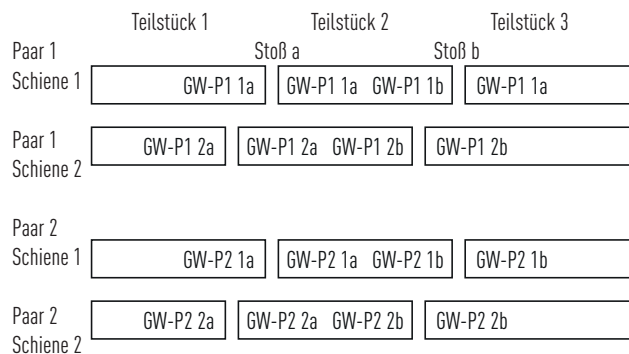 Teilstück 1 Teilstück 2 Teilstück 3
Paar 1 Stoß a Stoß b
Schiene 1 GW-P1 1a GW-P1 1a GW-P1 1b GW-P1 1a
Paar 1
Schiene 2 GW-P1 2a GW-P1 2a GW-P1 2b GW-P1 2b
Paar 2
Schiene 1 GW-P2 1a GW-P2 1a GW-P2 1b GW-P2 1b
Paar 2
Schiene 2 GW-P2 2a GW-P2 2a GW-P2 2b GW-P2 2b